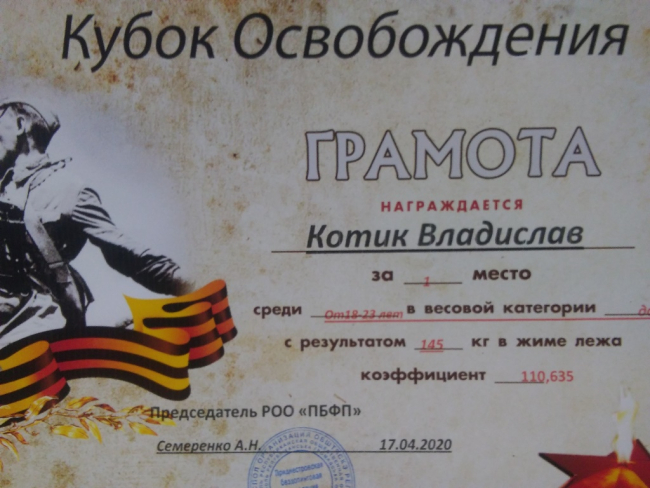 Кубок Освобождения
ГРАМОТА
НАГРАЖДАЕТСЯ
Котик Владислав
за 1 место
среди От18-23 лет в весовой категории до
с результатом 145 кг в жиме лежа
коэффициент 110,635
Председатель РОО «ПБФП»
Семеренко А.Н. 17.04.2020